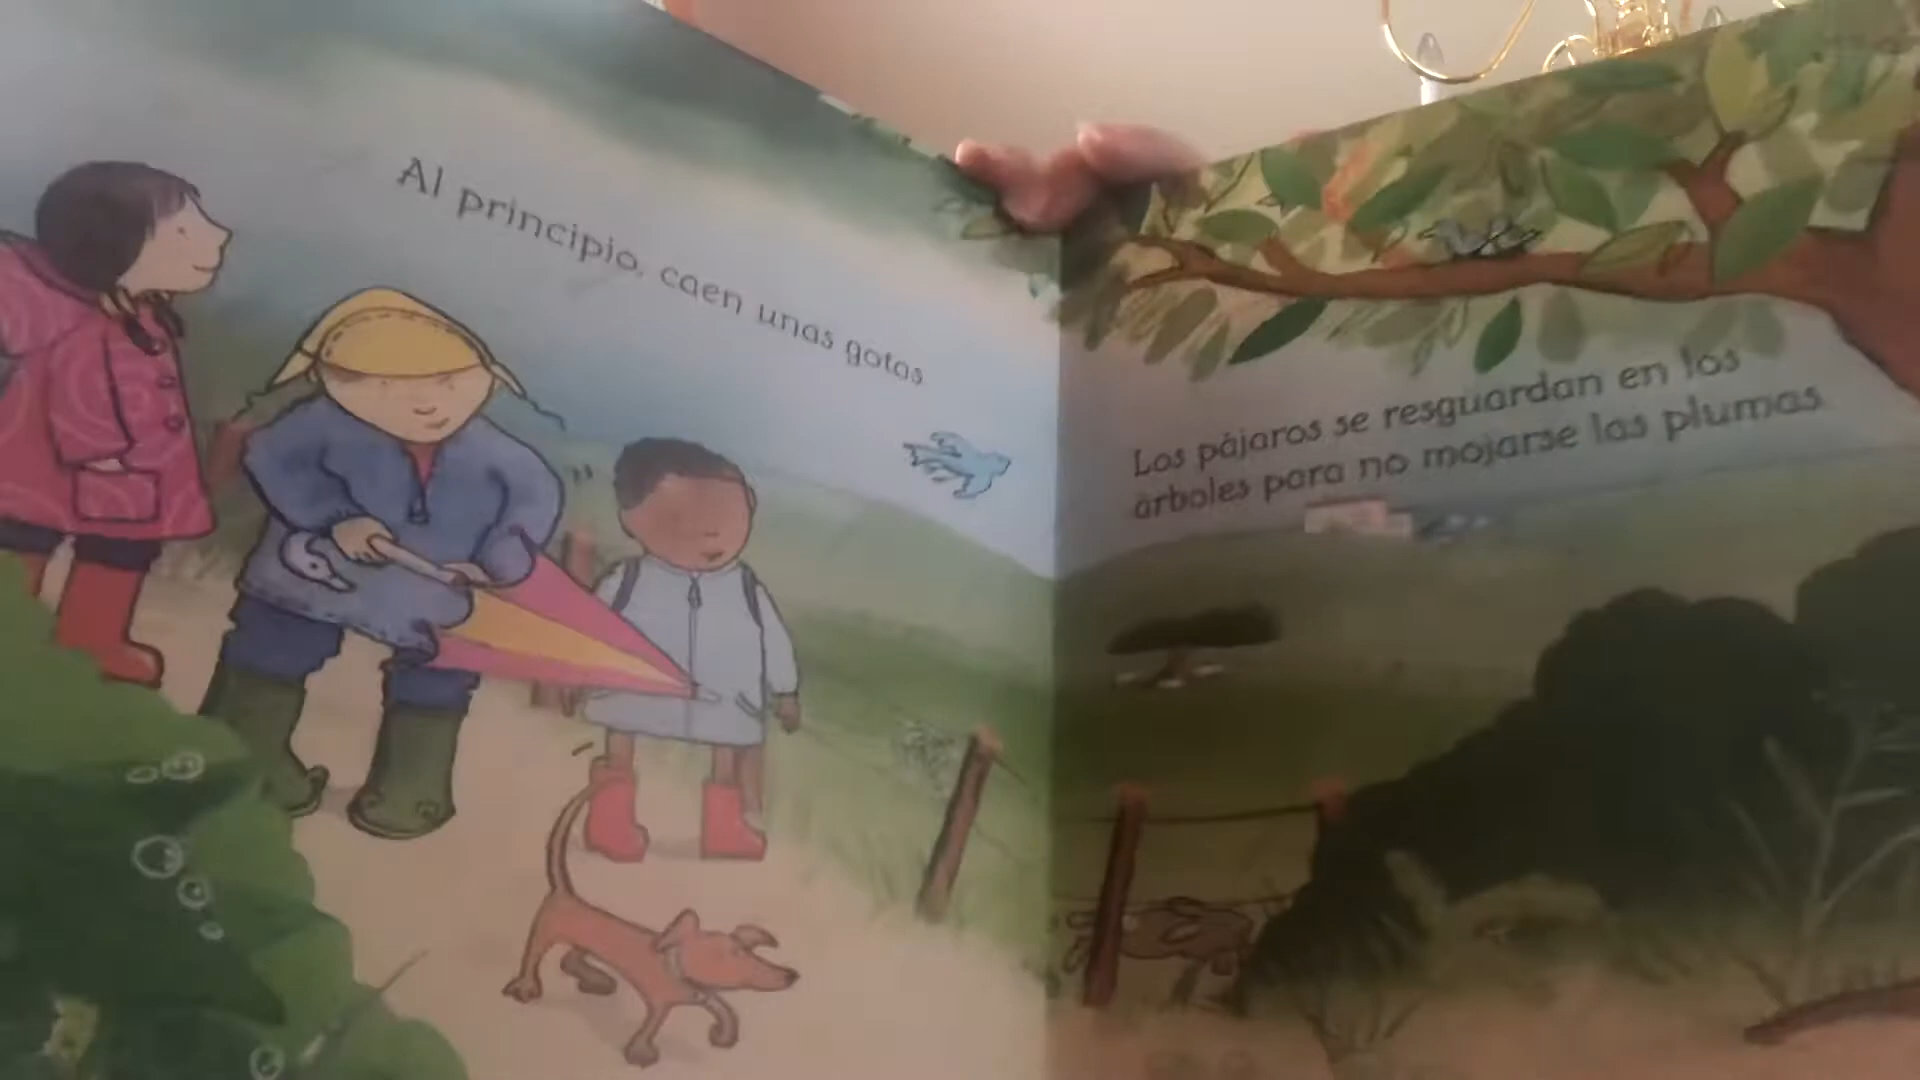 Al principio, caen unas gotas
Los pájaros se resguardan en los
árboles para no mojarse las plumas.